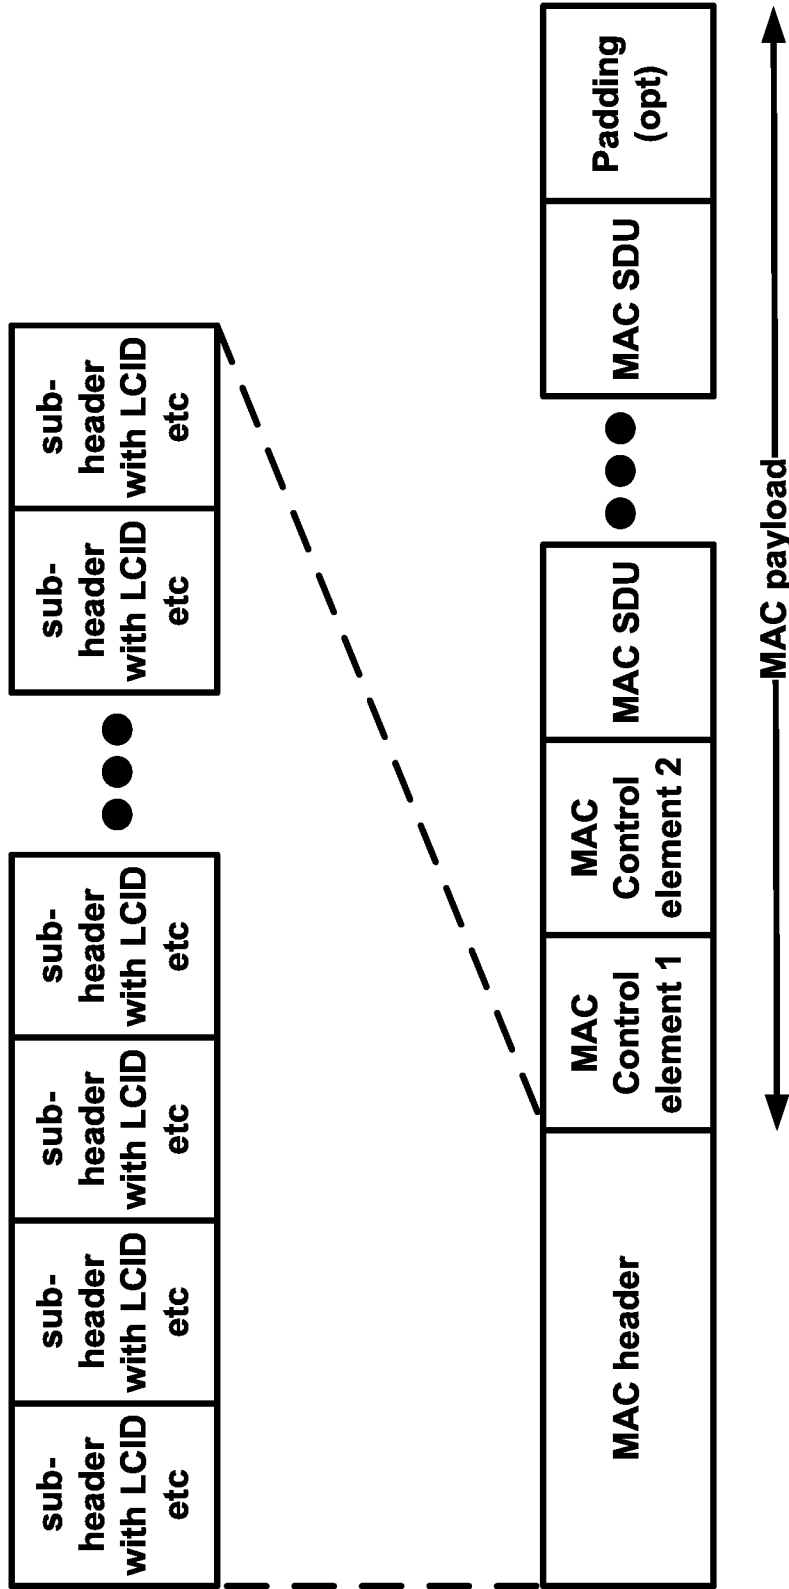 sub-
header
with LCID
etc
sub-
header
with LCID
etc
sub-
header
with LCID
etc
sub-
header
with LCID
etc
sub-
header
with LCID
etc
sub-
header
with LCID
etc
MAC header
MAC
Control
element 1
MAC
Control
element 2
MAC SDU
MAC SDU
Padding
(opt)
MAC payload